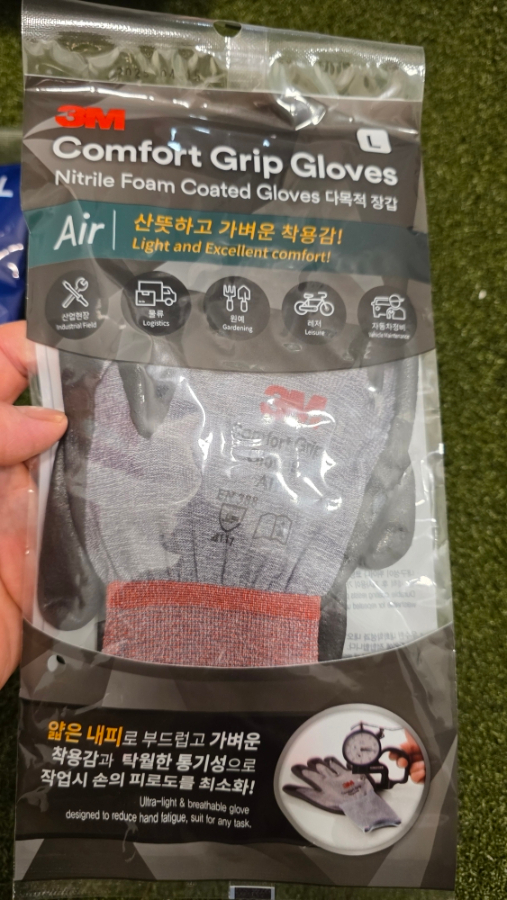 3M
L
Comfort Grip Gloves
Nitrile Foam Coated Gloves 다목적 장갑
Air
산뜻하고 가벼운 착용감!
Light and Excellent comfort!
산업현장
Industrial Field
물류
Logistics
원예
Gardening
레저
Leisure
자동차정비
Vehicle Maintenance
3M
Comfort Grip
EN 388
얇은 내피로 부드럽고 가벼운
착용감과 탁월한 통기성으로
작업시 손의 피로도를 최소화!
Ultra-light & breathable glove
designed to reduce hand fatigue, suit for any task.